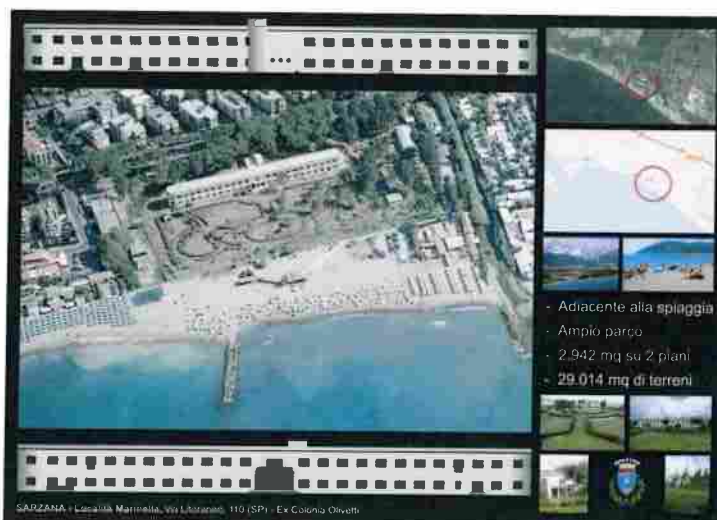 - Adiacente alla spiaggia
- Ampio parco
- 2.942 mq su 2 piani
- 29.014 mq di terreni
SARZANA - Località Marinella, Via Litoranea, 110 (SP) - Ex Colonia Olivetti